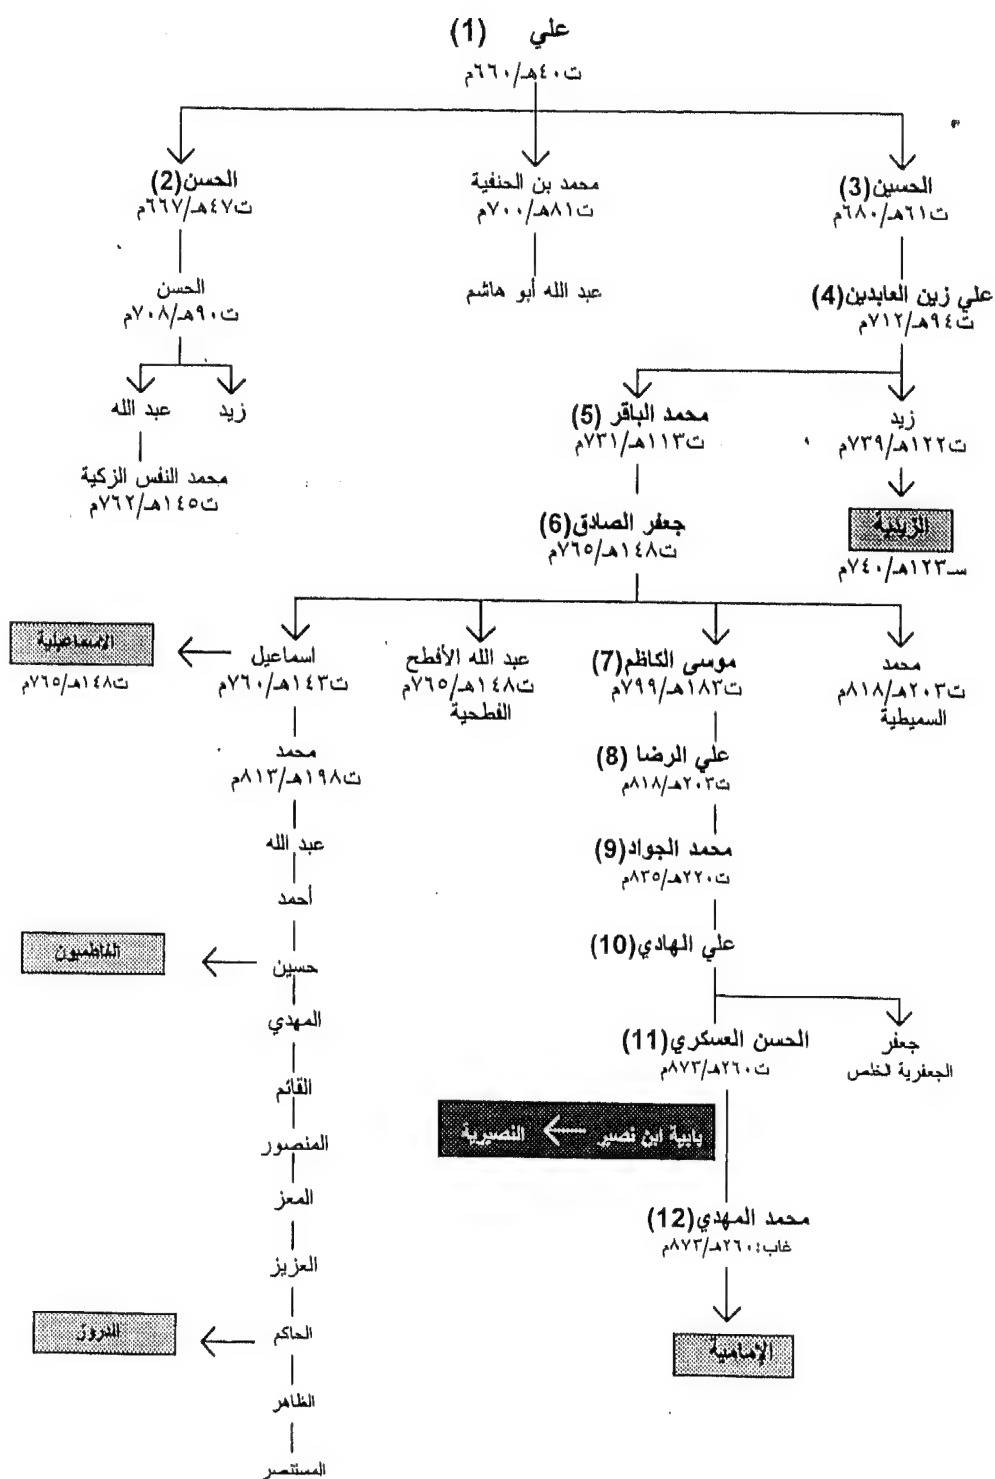 علي (1)
ت٤٠هـ/٦٦٠م
الحسين(3)
ت٦١هـ/٦٨٠م
محمد بن الحنفية
ت٨١هـ/٧٠٠م
الحسن(2)
ت٤٧هـ/٦٦٧م
علي زين العابدين(4)
ت٩٤هـ/٧١٢م
عبد الله أبو هاشم
الحسن
ت٩٠هـ/٧٠٨م
زيد
ت١٢٢هـ/٧٣٩م
محمد الباقر (5)
ت١١٣هـ/٧٣١م
زيد
عبد الله
محمد النفس الزكية
ت١٤٥هـ/٧٦٢م
الزيدية
سـ١٢٣هـ/٧٤٠م
جعفر الصادق(6)
ت١٤٨هـ/٧٦٥م
محمد
ت٢٠٣هـ/٨١٨م
السميطية
موسى الكاظم(7)
ت١٨٣هـ/٧٩٩م
عبد الله الأفطح
ت١٤٨هـ/٧٦٥م
الفطحية
اسماعيل
ت١٤٣هـ/٧٦٠م
الاسماعيلية
ت١٤٨هـ/٧٦٥م
علي الرضا (8)
ت٢٠٣هـ/٨١٨م
محمد
ت١٩٨هـ/٨١٣م
محمد الجواد(9)
ت٢٢٠هـ/٨٣٥م
عبد الله
أحمد
علي الهادي(10)
حسين
الفاطميون
جعفر
الجعفرية الخلص
الحسن العسكري(11)
ت٢٦٠هـ/٨٧٣م
المهدي
القائم
بابية ابن نصير
النصيرية
المنصور
المعز
محمد المهدي(12)
غاب:٢٦٠هـ/٨٧٣م
العزيز
الحاكم
الدروز
الإمامية
الظاهر
المستنصر